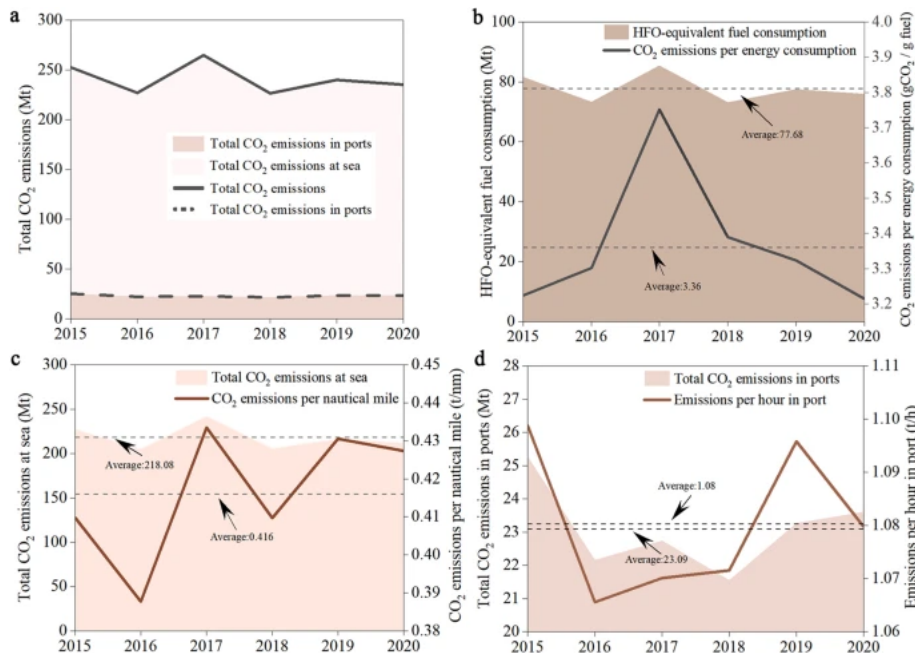 a
Total CO₂ emissions (Mt)
300
250
200
150
100
50
0
Total CO₂ emissions in ports
Total CO₂ emissions at sea
Total CO₂ emissions
Total CO₂ emissions in ports
2015 2016 2017 2018 2019 2020
b
HFO-equivalent fuel consumption (Mt)
100
80
60
40
20
0
HFO-equivalent fuel consumption
CO₂ emissions per energy consumption
Average:77.68
Average:3.36
4.0
3.9
3.8
3.7
3.6
3.5
3.4
3.3
3.2
CO₂ emissions per energy consumption (gCO₂ / g fuel)
2015 2016 2017 2018 2019 2020
c
Total CO₂ emissions at sea (Mt)
300
250
200
150
100
50
0
Total CO₂ emissions at sea
CO₂ emissions per nautical mile
Average:218.08
Average:0.416
0.45
0.44
0.43
0.42
0.41
0.40
0.39
0.38
CO₂ emissions per nautical mile (t/nm)
2015 2016 2017 2018 2019 2020
d
Total CO₂ emissions in ports (Mt)
28
27
26
25
24
23
22
21
20
Total CO₂ emissions in ports
Emissions per hour in port
Average:1.08
Average:23.09
1.11
1.10
1.09
1.08
1.07
1.06
Emissions per hour in port (t/h)
2015 2016 2017 2018 2019 2020